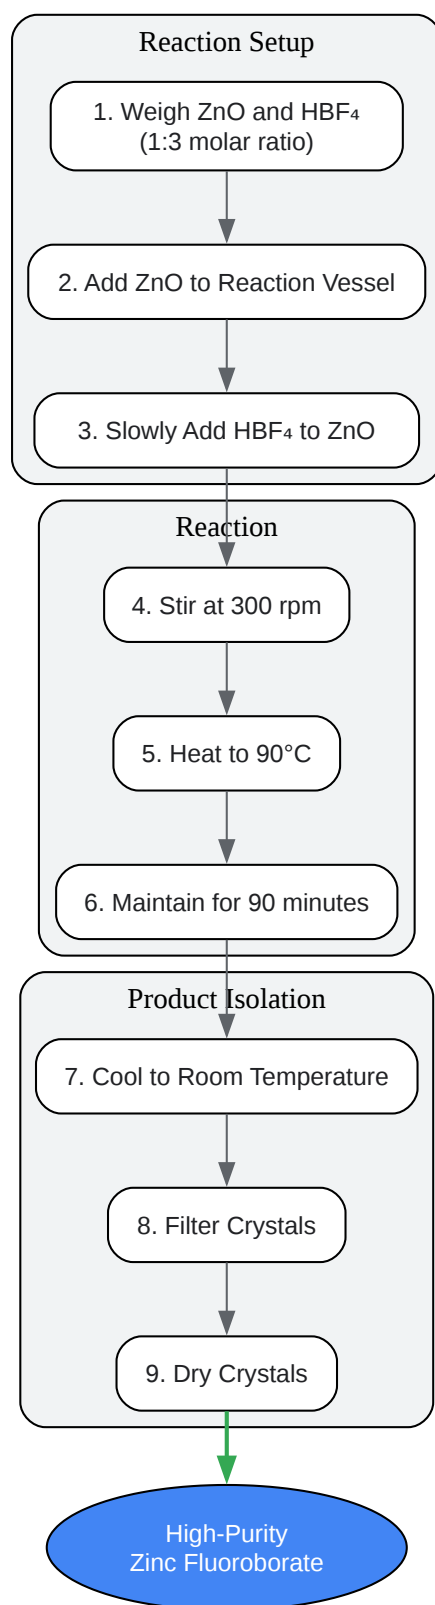 Reaction Setup
1. Weigh ZnO and HBF₄
(1:3 molar ratio)
2. Add ZnO to Reaction Vessel
3. Slowly Add HBF₄ to ZnO
Reaction
4. Stir at 300 rpm
5. Heat to 90°C
6. Maintain for 90 minutes
Product Isolation
7. Cool to Room Temperature
8. Filter Crystals
9. Dry Crystals
High-Purity
Zinc Fluoroborate